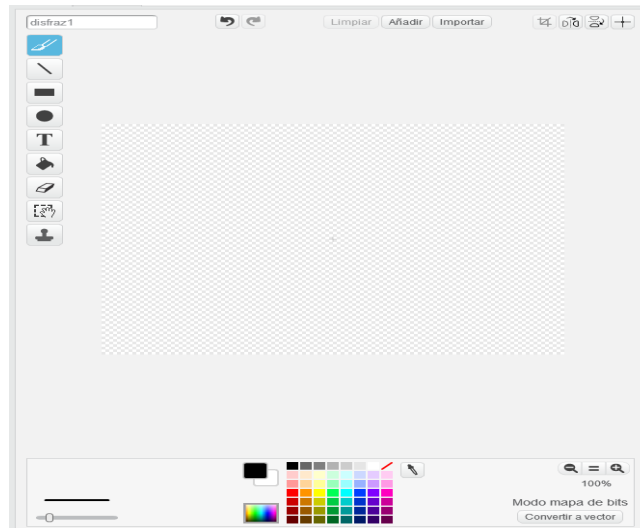 disfraz1
Limpiar Añadir Importar
T
100%
Modo mapa de bits
Convertir a vector